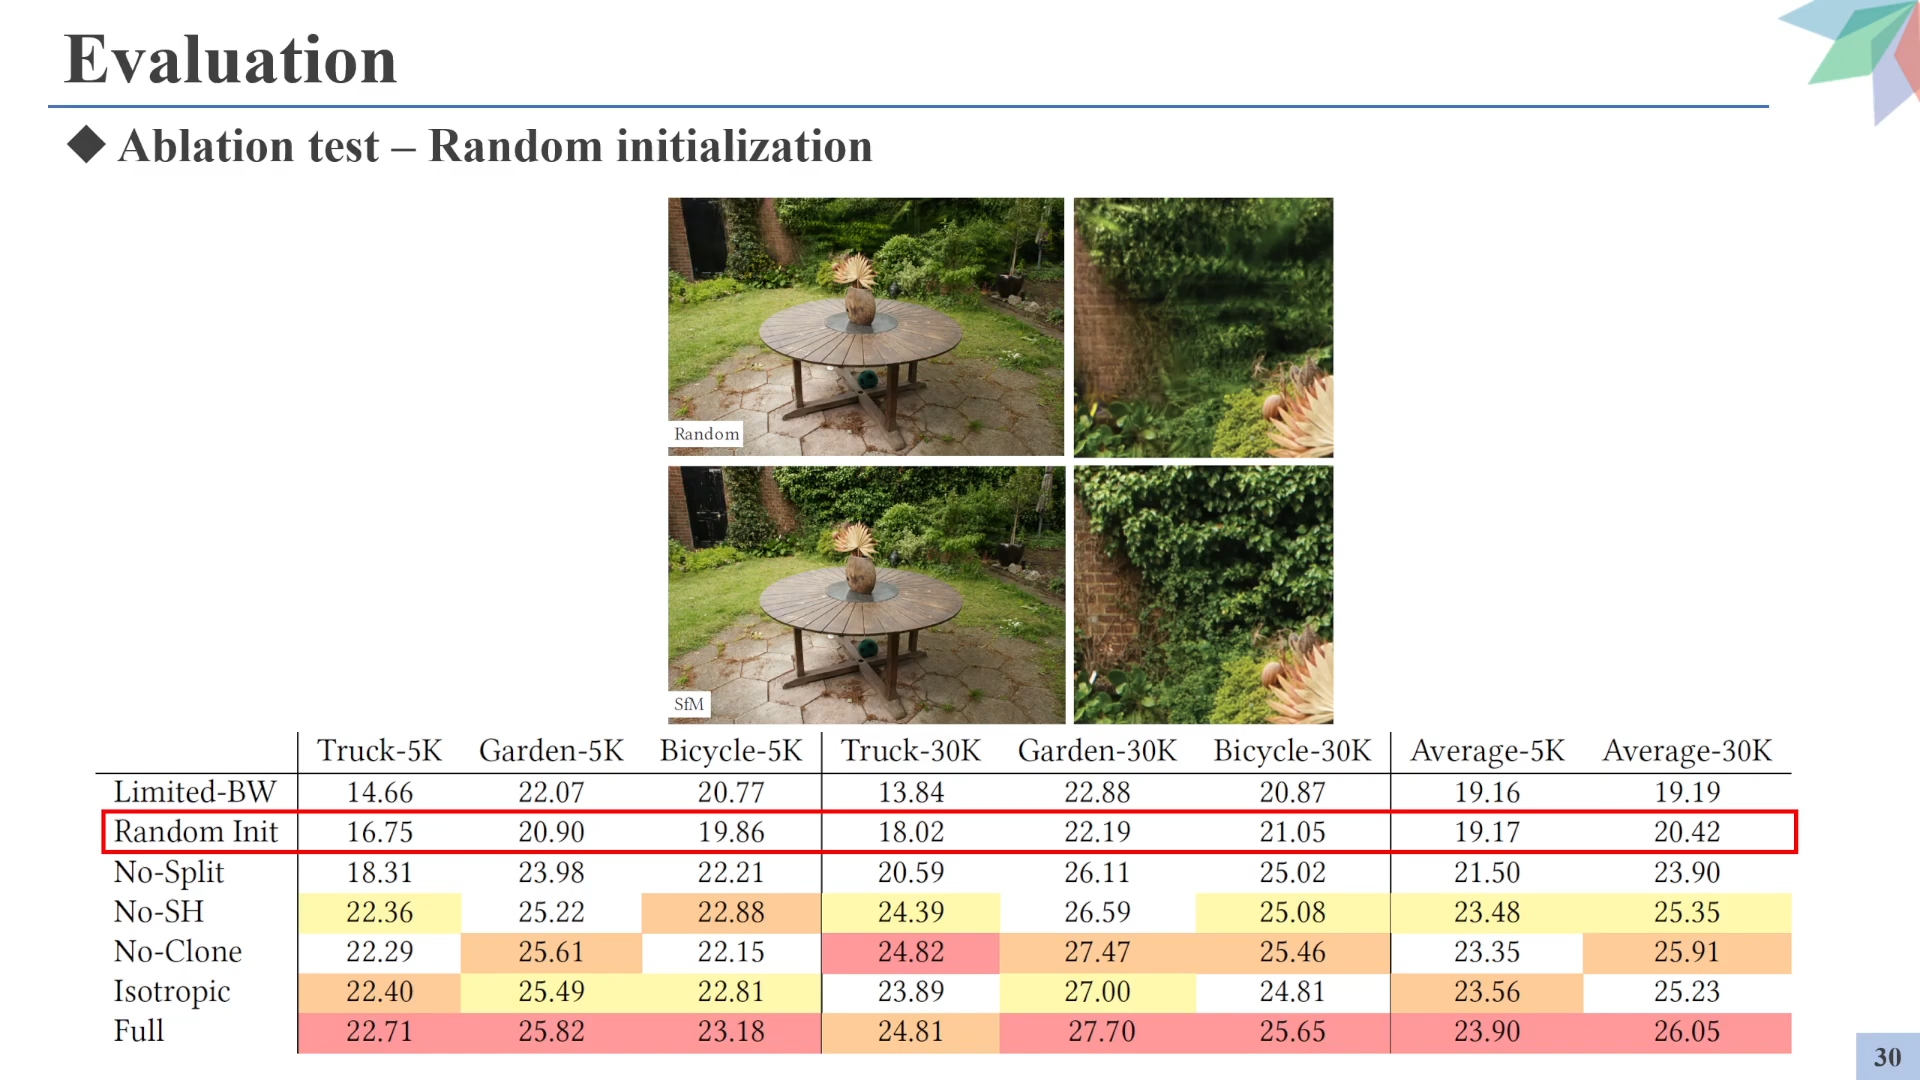 Evaluation
◆ Ablation test – Random initialization
Random
SfM
Truck-5K Garden-5K Bicycle-5K Truck-30K Garden-30K Bicycle-30K Average-5K Average-30K
Limited-BW 14.66 22.07 20.77 13.84 22.88 20.87 19.16 19.19
Random Init 16.75 20.90 19.86 18.02 22.19 21.05 19.17 20.42
No-Split 18.31 23.98 22.21 20.59 26.11 25.02 21.50 23.90
No-SH 22.36 25.22 22.88 24.39 26.59 25.08 23.48 25.35
No-Clone 22.29 25.61 22.15 24.82 27.47 25.46 23.35 25.91
Isotropic 22.40 25.49 22.81 23.89 27.00 24.81 23.56 25.23
Full 22.71 25.82 23.18 24.81 27.70 25.65 23.90 26.05
30